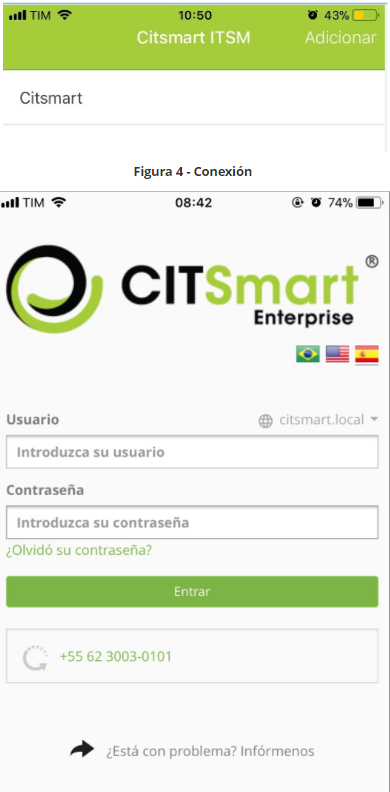 TIM 10:50 43%
Citsmart ITSM Adicionar
Citsmart
Figura 4 - Conexión
TIM 08:42 74%
CITSmart ®
Enterprise
Usuario citsmart.local
Introduzca su usuario
Contraseña
Introduzca su contraseña
¿Olvidó su contraseña?
Entrar
+55 62 3003-0101
¿Está con problema? Infórmenos